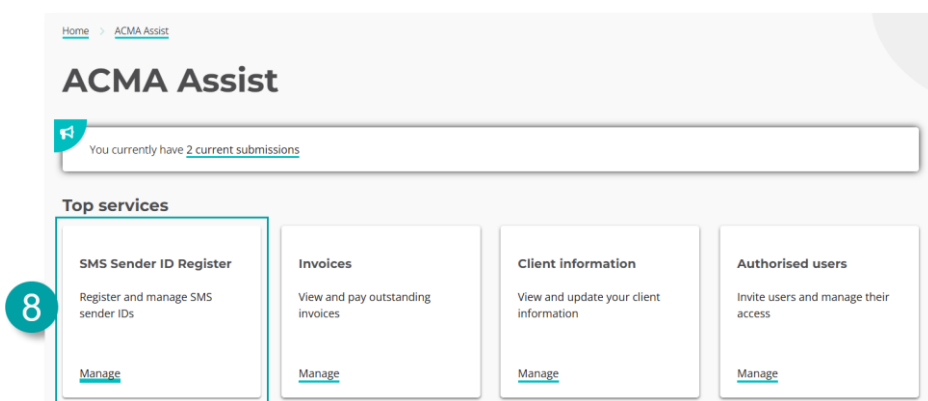 Home > ACMA Assist
ACMA Assist
You currently have 2 current submissions
Top services
8
SMS Sender ID Register
Register and manage SMS
sender IDs
Manage
Invoices
View and pay outstanding
invoices
Manage
Client information
View and update your client
information
Manage
Authorised users
Invite users and manage their
access
Manage